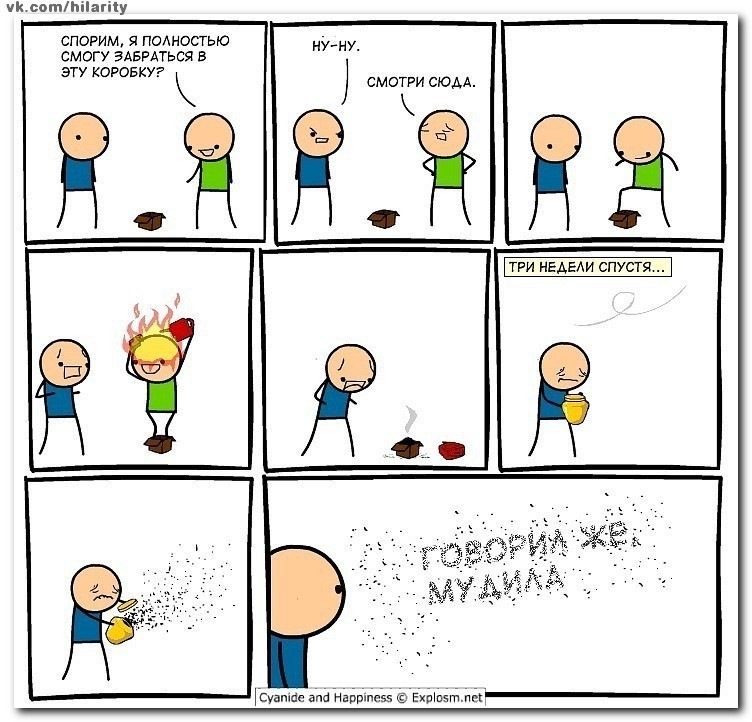 vk.com/hilarity
СПОРИМ, Я ПОЛНОСТЬЮ
СМОГУ ЗАБРАТЬСЯ В
ЭТУ КОРОБКУ?
НУ-НУ.
СМОТРИ СЮДА.
ТРИ НЕДЕЛИ СПУСТЯ...
ГОВОРИЛ ЖЕ,
МУДИЛА
Cyanide and Happiness © Explosm.net